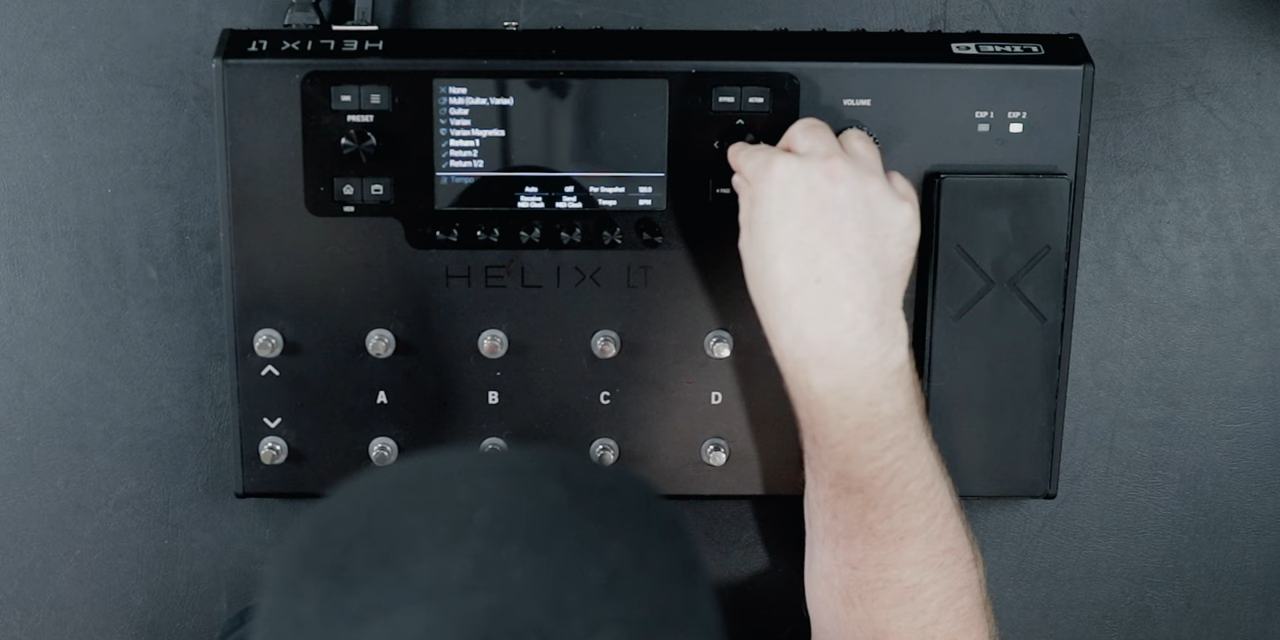 HELIX LT
LINE 6
PRESET
None
Multi (Guitar, Variax)
Guitar
Variax
Variax Magnetics
Return 1
Return 2
Return 1/2
Tempo
Auto Off Per Snapshot 120.0
Receive MIDI Clock Send MIDI Clock Tempo BPM
BYPASS ACTION
VOLUME
EXP 1 EXP 2
HELIX LT
A B C D